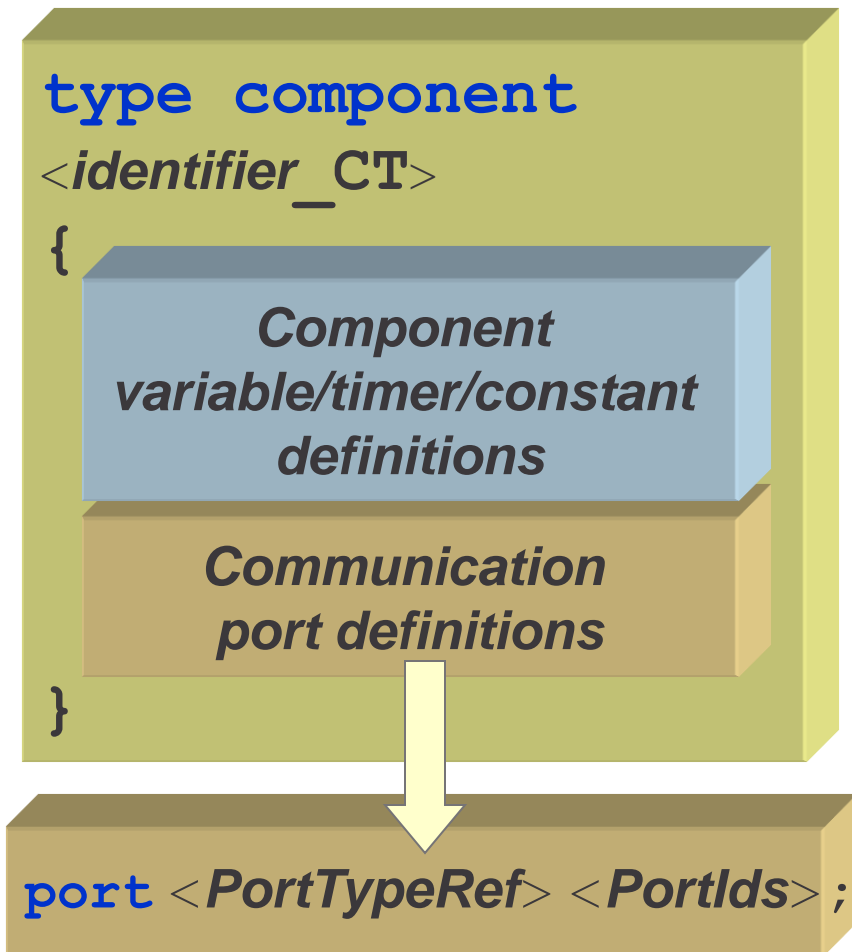 type component
<identifier_CT>
{
Component
variable/timer/constant
definitions
Communication
port definitions
}
port <PortTypeRef> <PortIds>;